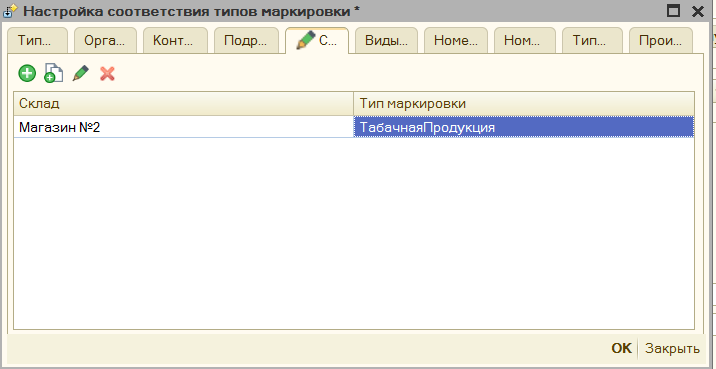 Настройка соответствия типов маркировки *
Тип... Орга... Конт... Подр... С... Виды... Номе... Ном... Тип... Прои...
Склад Тип маркировки
Магазин №2 ТабачнаяПродукция
OK Закрыть